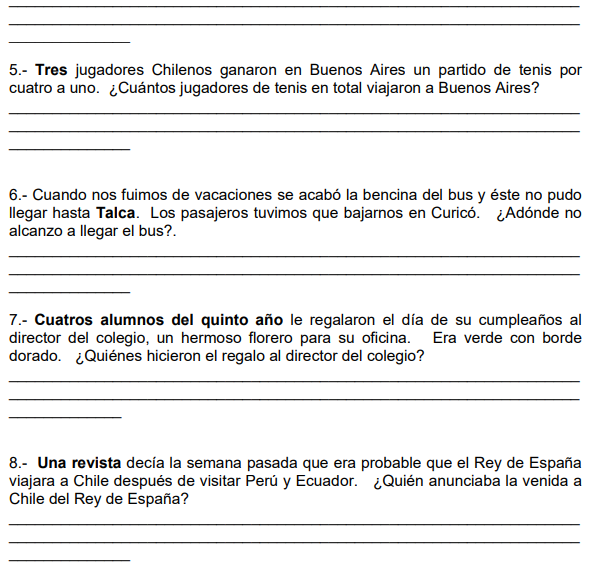 5.- Tres jugadores Chilenos ganaron en Buenos Aires un partido de tenis por
cuatro a uno. ¿Cuántos jugadores de tenis en total viajaron a Buenos Aires?
6.- Cuando nos fuimos de vacaciones se acabó la bencina del bus y éste no pudo
llegar hasta Talca. Los pasajeros tuvimos que bajarnos en Curicó. ¿Adónde no
alcanzo a llegar el bus?.
7.- Cuatros alumnos del quinto año le regalaron el día de su cumpleaños al
director del colegio, un hermoso florero para su oficina. Era verde con borde
dorado. ¿Quiénes hicieron el regalo al director del colegio?
8.- Una revista decía la semana pasada que era probable que el Rey de España
viajara a Chile después de visitar Perú y Ecuador. ¿Quién anunciaba la venida a
Chile del Rey de España?